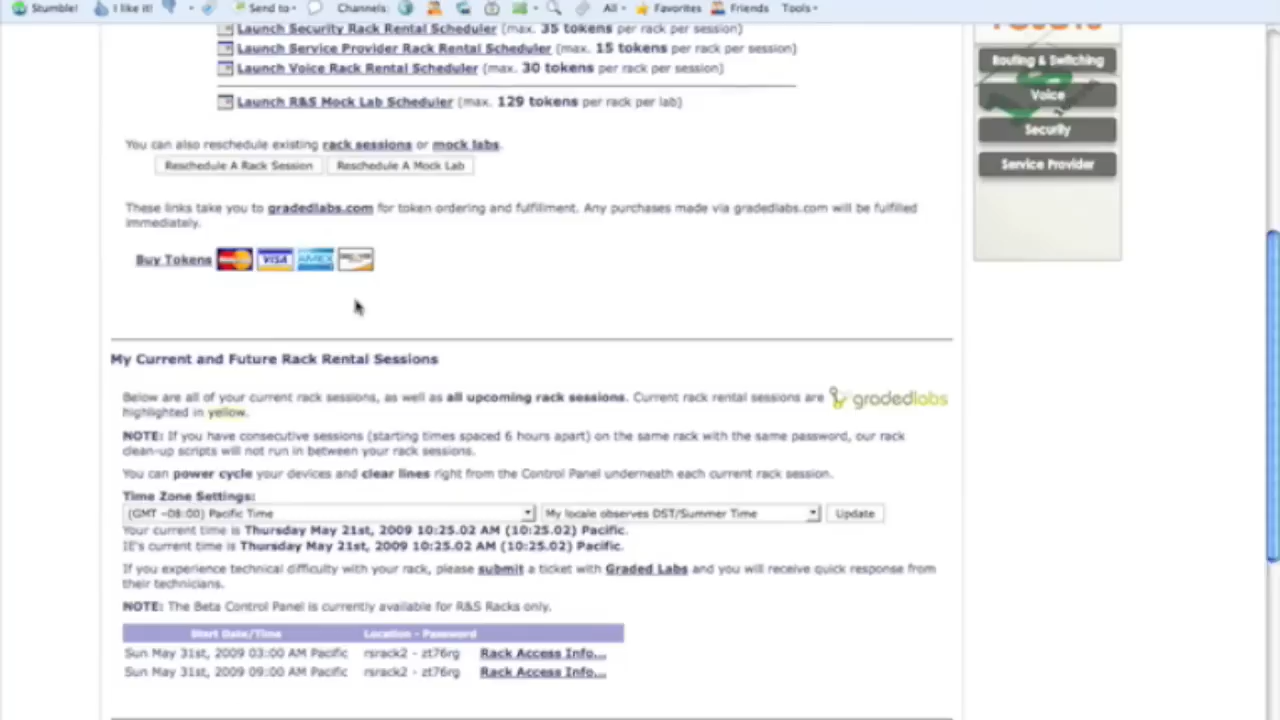 Stumble! I like it! Send to Channels: All Favorites Friends Tools
Launch Security Rack Rental Scheduler (max. 35 tokens per rack per session)
Launch Service Provider Rack Rental Scheduler (max. 15 tokens per rack per session)
Launch Voice Rack Rental Scheduler (max. 30 tokens per rack per session)
Launch R&S Mock Lab Scheduler (max. 129 tokens per rack per lab)
You can also reschedule existing rack sessions or mock labs.
Reschedule A Rack Session Reschedule A Mock Lab
These links take you to gradedlabs.com for token ordering and fulfillment. Any purchases made via gradedlabs.com will be fulfilled
immediately.
Buy Tokens VISA AMEX
Routing & Switching
Voice
Security
Service Provider
My Current and Future Rack Rental Sessions
Below are all of your current rack sessions, as well as all upcoming rack sessions. Current rack rental sessions are
highlighted in yellow.
gradedlabs
NOTE: If you have consecutive sessions (starting times spaced 6 hours apart) on the same rack with the same password, our rack
clean-up scripts will not run in between your rack sessions.
You can power cycle your devices and clear lines right from the Control Panel underneath each current rack session.
Time Zone Settings:
(GMT -08:00) Pacific Time My locale observes DST/Summer Time Update
Your current time is Thursday May 21st, 2009 10:25.02 AM (10:25.02) Pacific.
IE's current time is Thursday May 21st, 2009 10:25.02 AM (10:25.02) Pacific.
If you experience technical difficulty with your rack, please submit a ticket with Graded Labs and you will receive quick response from
their technicians.
NOTE: The Beta Control Panel is currently available for R&S Racks only.
Start Date/Time Location - Password
Sun May 31st, 2009 03:00 AM Pacific rsrack2 - zt76rg Rack Access Info...
Sun May 31st, 2009 09:00 AM Pacific rsrack2 - zt76rg Rack Access Info...